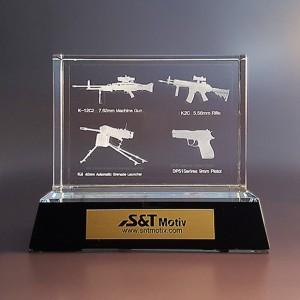 K-12C2 - 7.62mm Machine Gun
K2C - 5.56mm Rifle
40mm Automatic Grenade Launcher
DP51Series 9mm Pistol
S&T Motiv
www.sntmotiv.com